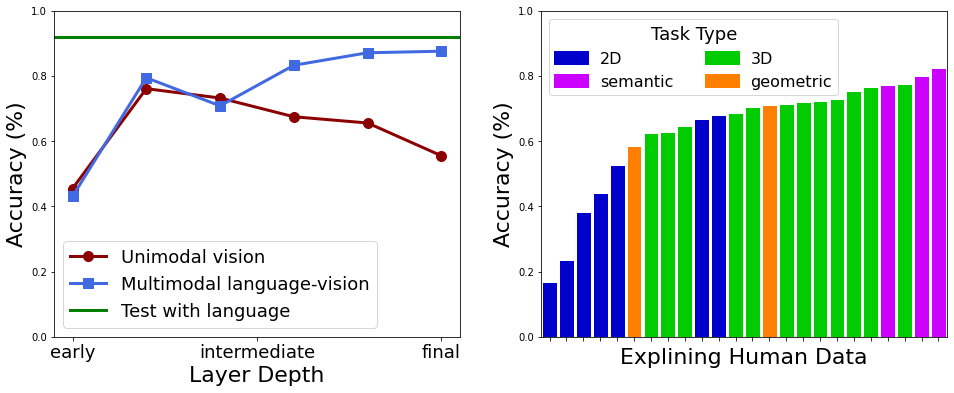 Accuracy (%)
1.0
0.8
0.6
0.4
0.2
0.0
Unimodal vision
Multimodal language-vision
Test with language
early
intermediate
final
Layer Depth
Accuracy (%)
1.0
0.8
0.6
0.4
0.2
0.0
Task Type
2D
3D
semantic
geometric
Explining Human Data